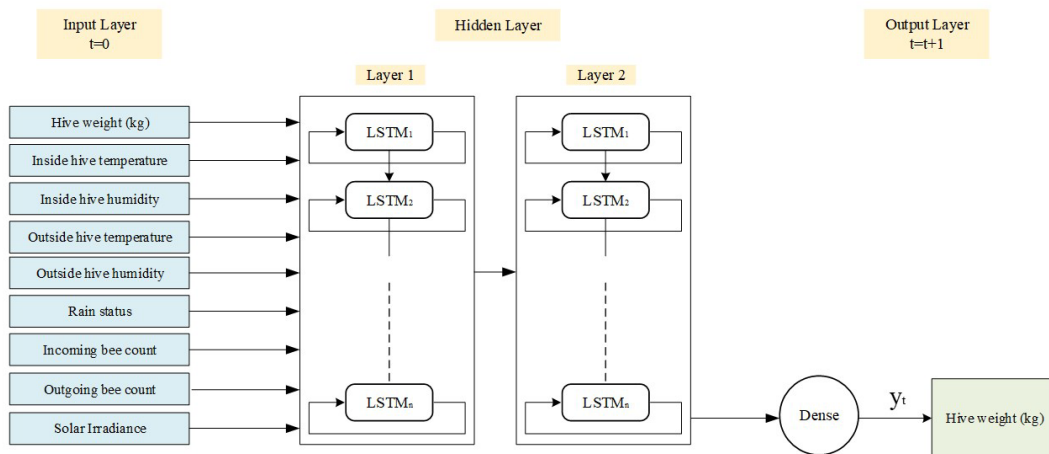 Input Layer
t=0
Hidden Layer
Output Layer
t=t+1
Layer 1
Layer 2
Hive weight (kg)
Inside hive temperature
Inside hive humidity
Outside hive temperature
Outside hive humidity
Rain status
Incoming bee count
Outgoing bee count
Solar Irradiance
LSTM₁
LSTM₂
LSTMₙ
LSTM₁
LSTM₂
LSTMₙ
Dense
yₜ
Hive weight (kg)